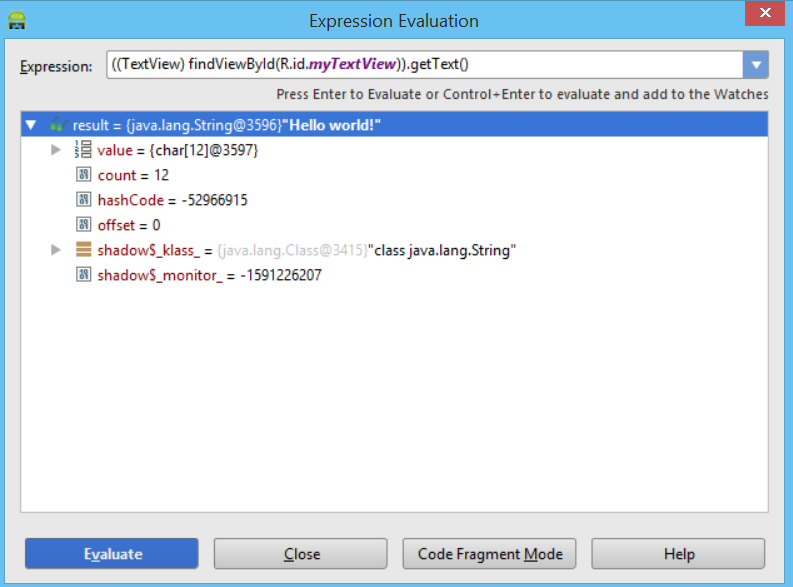 Expression Evaluation
Expression: ((TextView) findViewById(R.id.myTextView)).getText()
Press Enter to Evaluate or Control+Enter to evaluate and add to the Watches
result = {java.lang.String@3596}"Hello world!"
value = {char[12]@3597}
count = 12
hashCode = -52966915
offset = 0
shadow$_klass_ = {java.lang.Class@3415}"class java.lang.String"
shadow$_monitor_ = -1591226207
Evaluate Close Code Fragment Mode Help